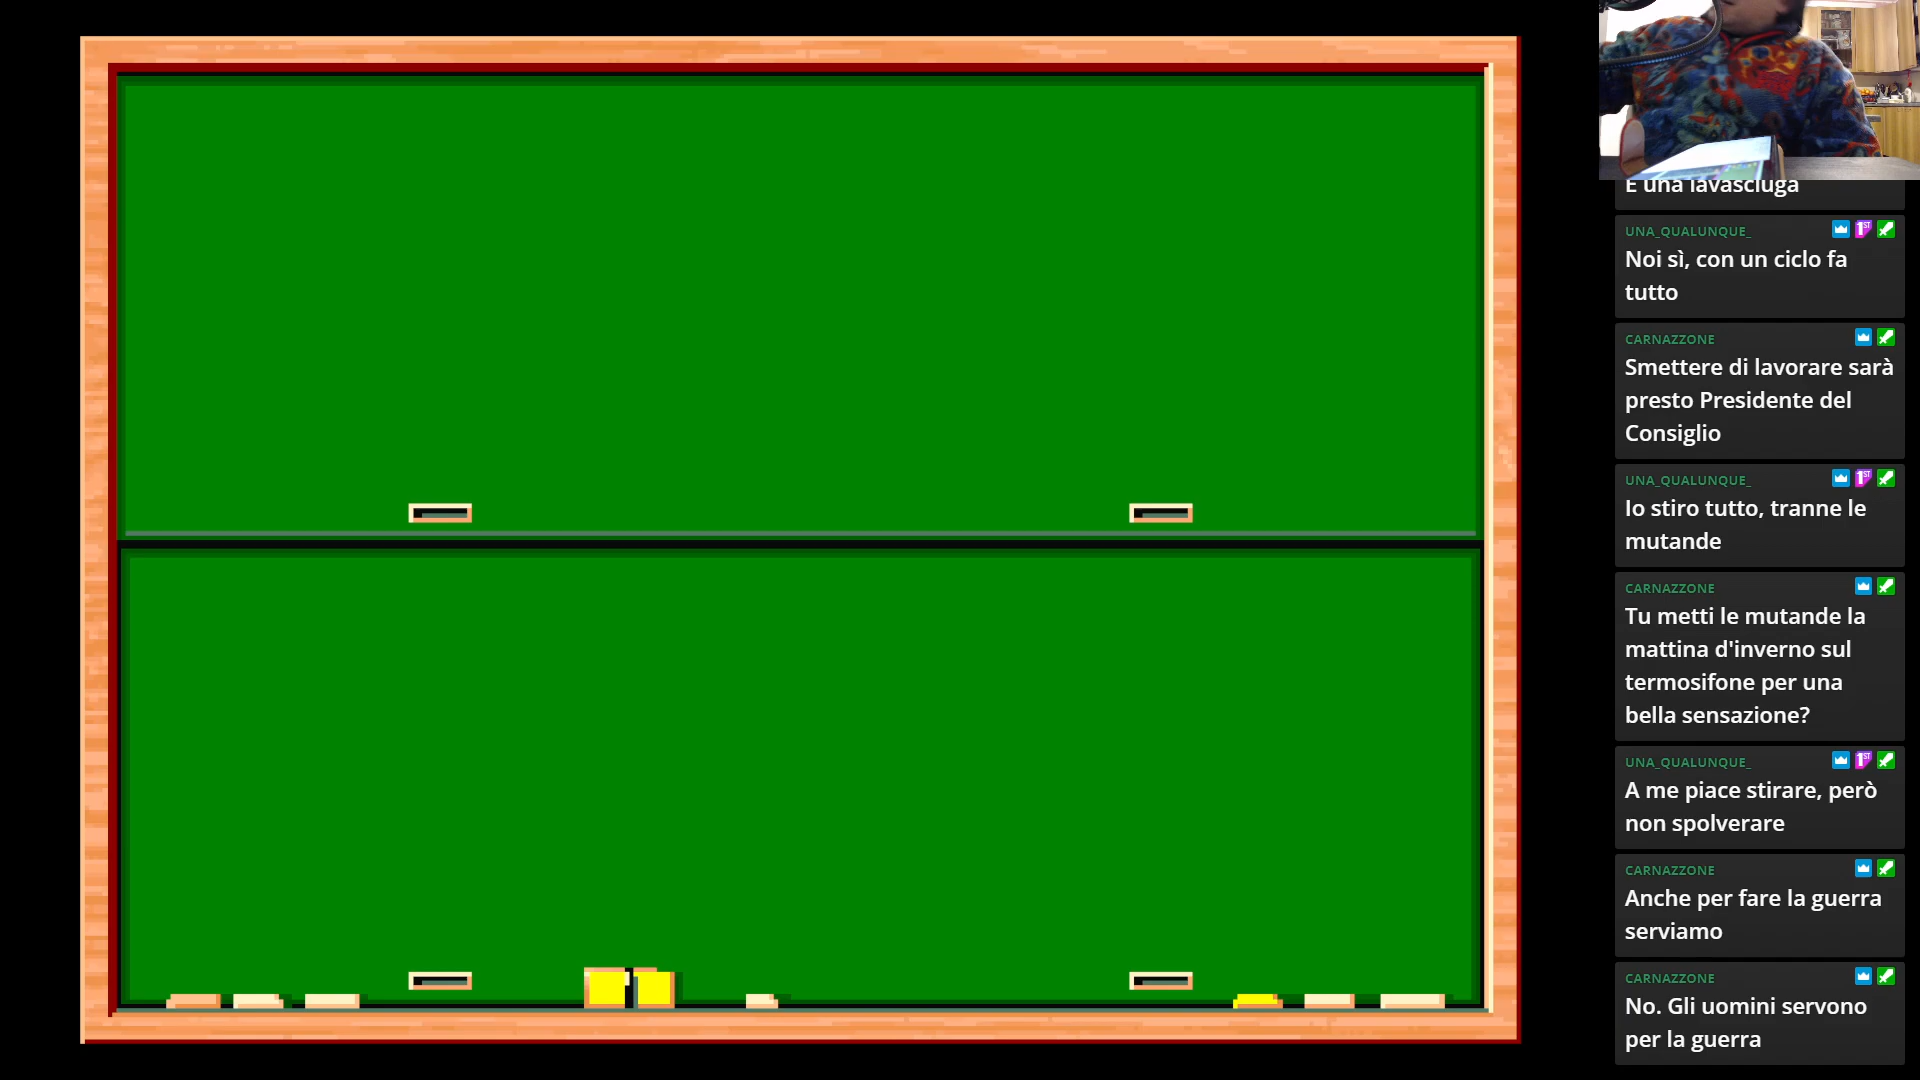 È una lavasciuga
UNA_QUALUNQUE_
Noi sì, con un ciclo fa
tutto
CARNAZZONE
Smettere di lavorare sarà
presto Presidente del
Consiglio
UNA_QUALUNQUE_
Io stiro tutto, tranne le
mutande
CARNAZZONE
Tu metti le mutande la
mattina d'inverno sul
termosifone per una
bella sensazione?
UNA_QUALUNQUE_
A me piace stirare, però
non spolverare
CARNAZZONE
Anche per fare la guerra
serviamo
CARNAZZONE
No. Gli uomini servono
per la guerra